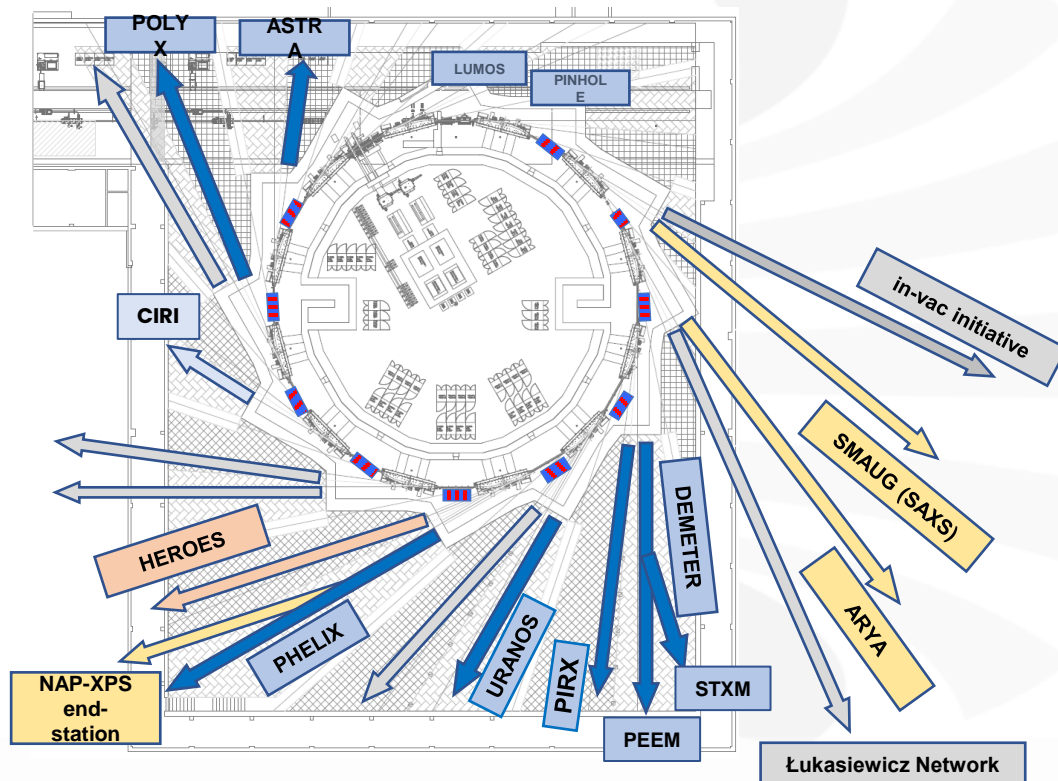 POLY
X
ASTR
A
LUMOS
PINHOL
E
in-vac initiative
CIRI
SMAUG (SAXS)
DEMETER
HEROES
ARYA
PHELIX
URANOS
PIRX
NAP-XPS
end-
station
STXM
PEEM
Łukasiewicz Network